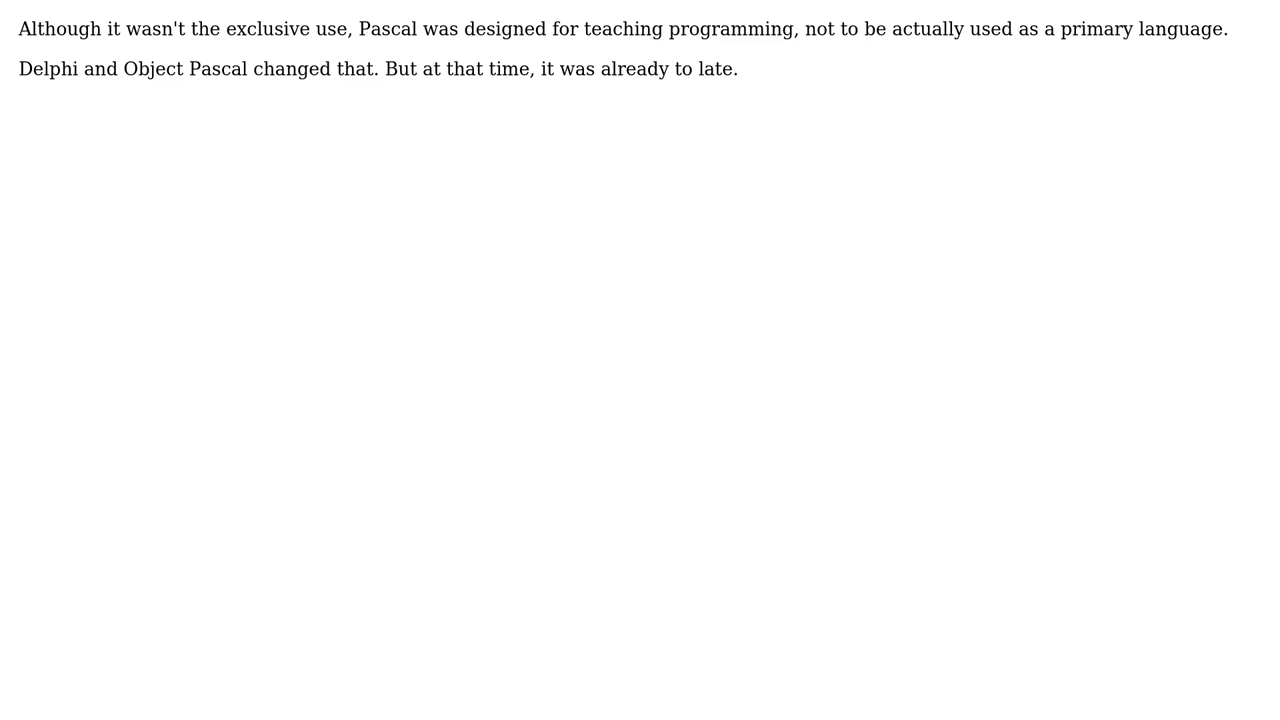 Although it wasn't the exclusive use, Pascal was designed for teaching programming, not to be actually used as a primary language.
Delphi and Object Pascal changed that. But at that time, it was already to late.